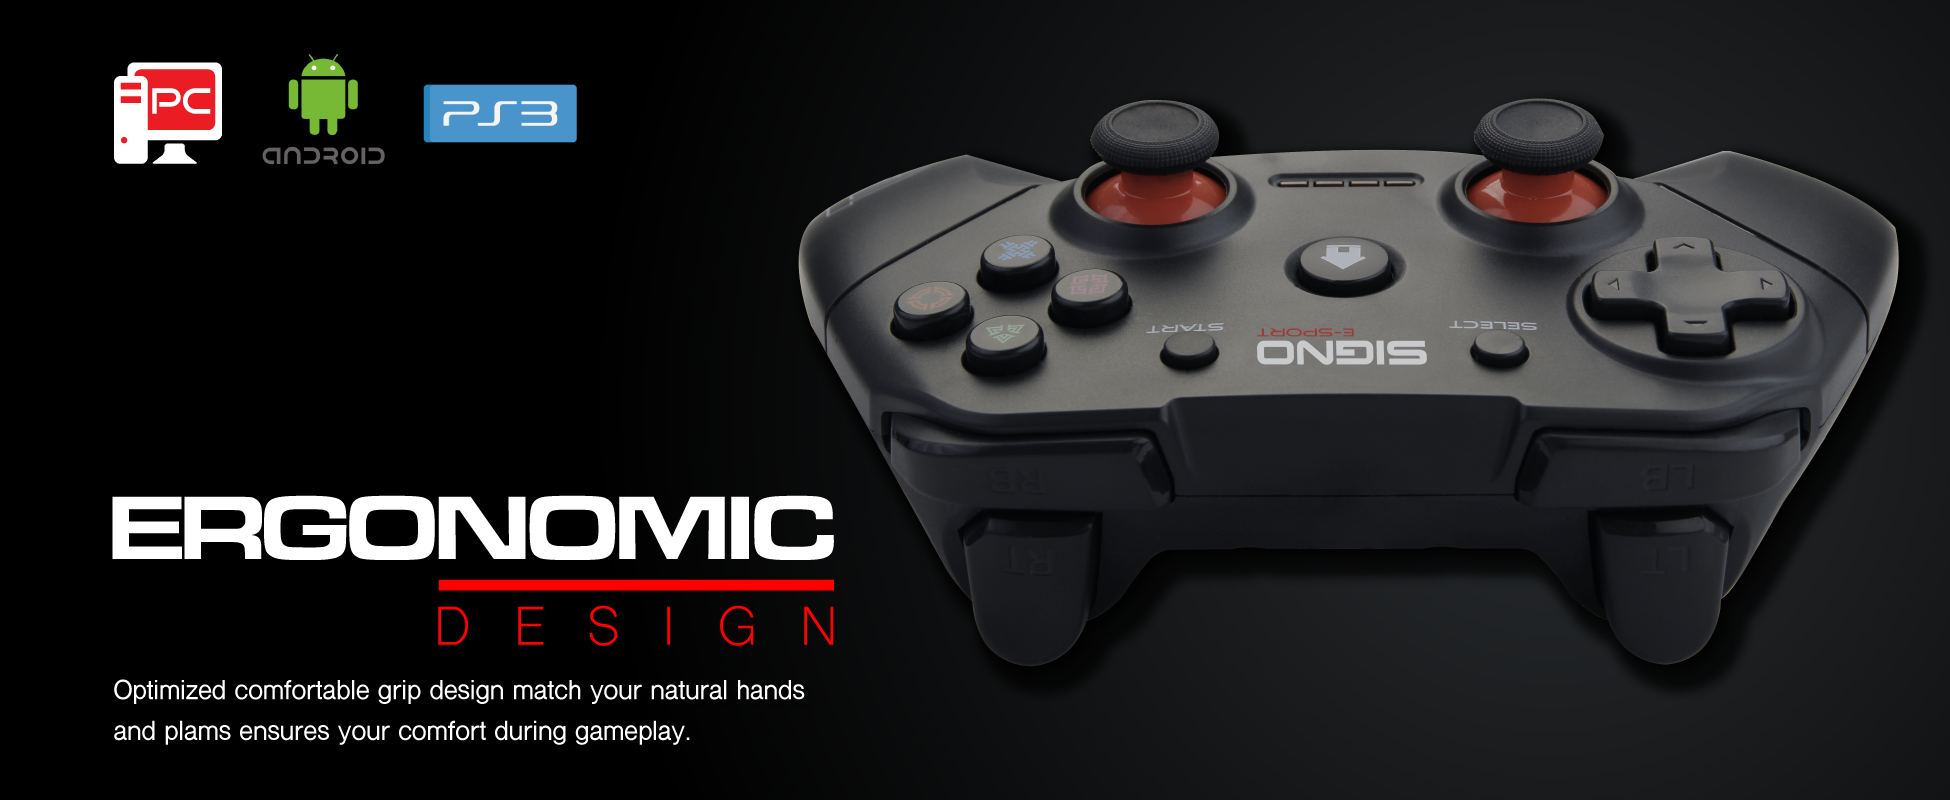 PC
ANDROID
PS3
START
E-SPORT
SIGNO
SELECT
RB
LB
RT
LT
ERGONOMIC
DESIGN
Optimized comfortable grip design match your natural hands
and plams ensures your comfort during gameplay.